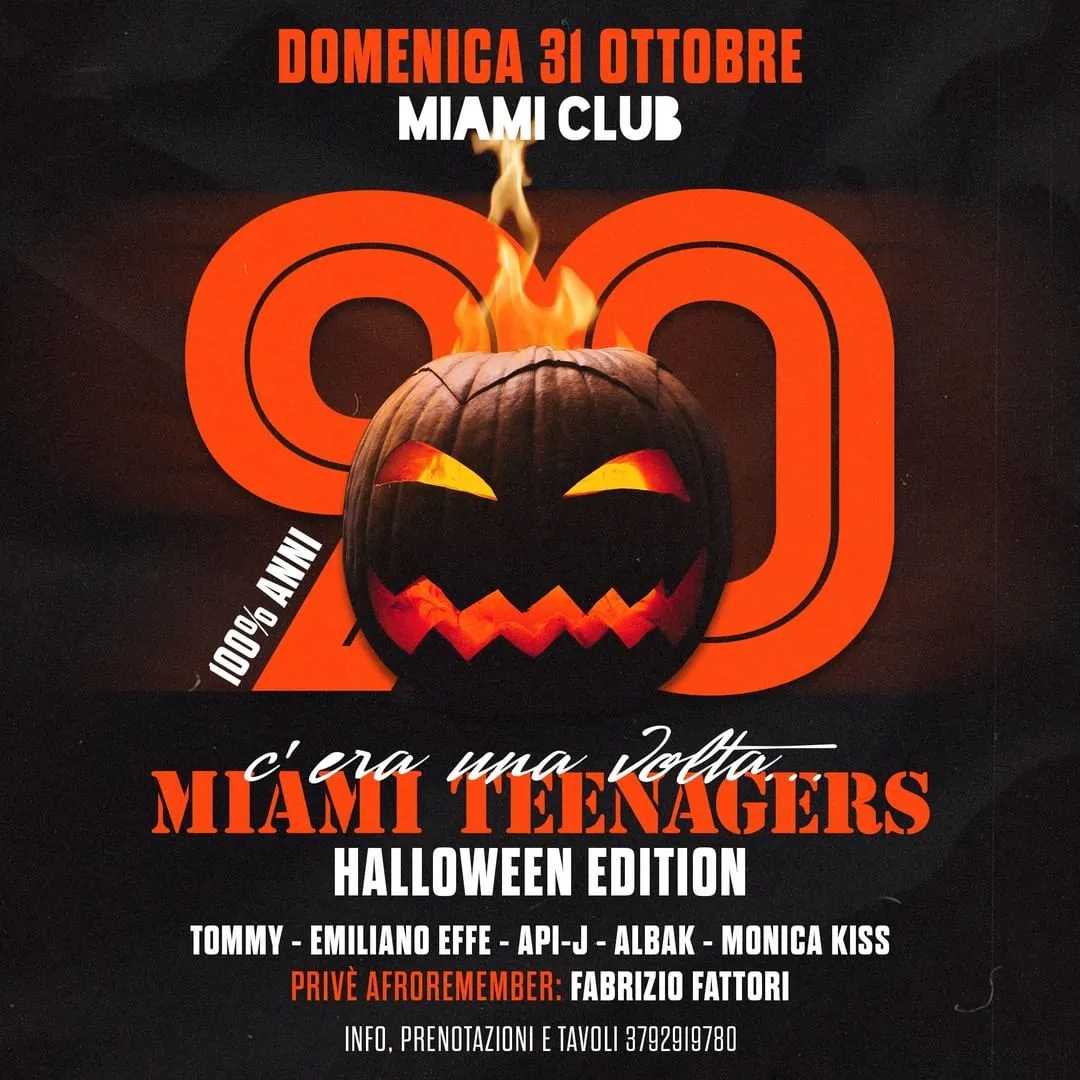 DOMENICA 31 OTTOBRE
MIAMI CLUB
90
100% ANNI
c'era una volta...
MIAMI TEENAGERS
HALLOWEEN EDITION
TOMMY - EMILIANO EFFE - API-J - ALBAK - MONICA KISS
PRIVÈ AFROREMEMBER: FABRIZIO FATTORI
INFO, PRENOTAZIONI E TAVOLI 3792919780